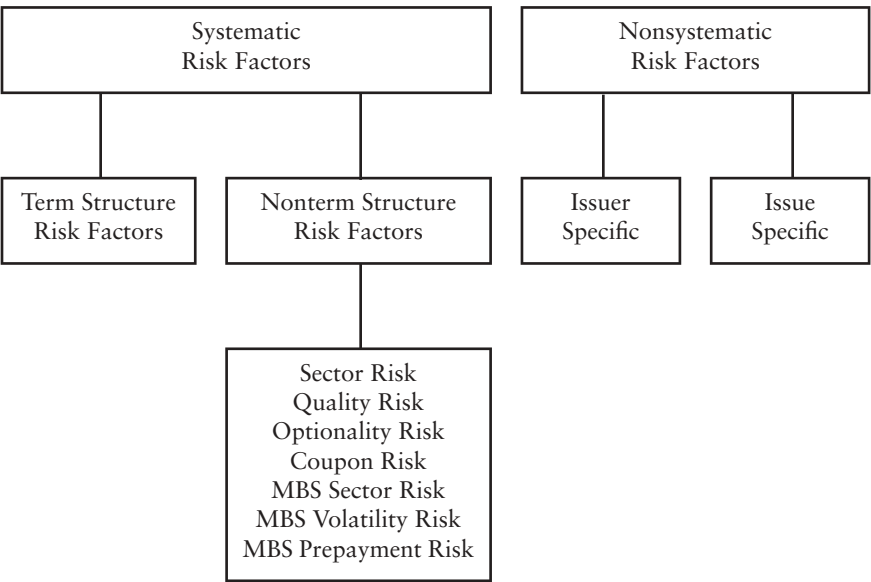 Systematic
Risk Factors
Nonsystematic
Risk Factors
Term Structure
Risk Factors
Nonterm Structure
Risk Factors
Issuer
Specific
Issue
Specific
Sector Risk
Quality Risk
Optionality Risk
Coupon Risk
MBS Sector Risk
MBS Volatility Risk
MBS Prepayment Risk